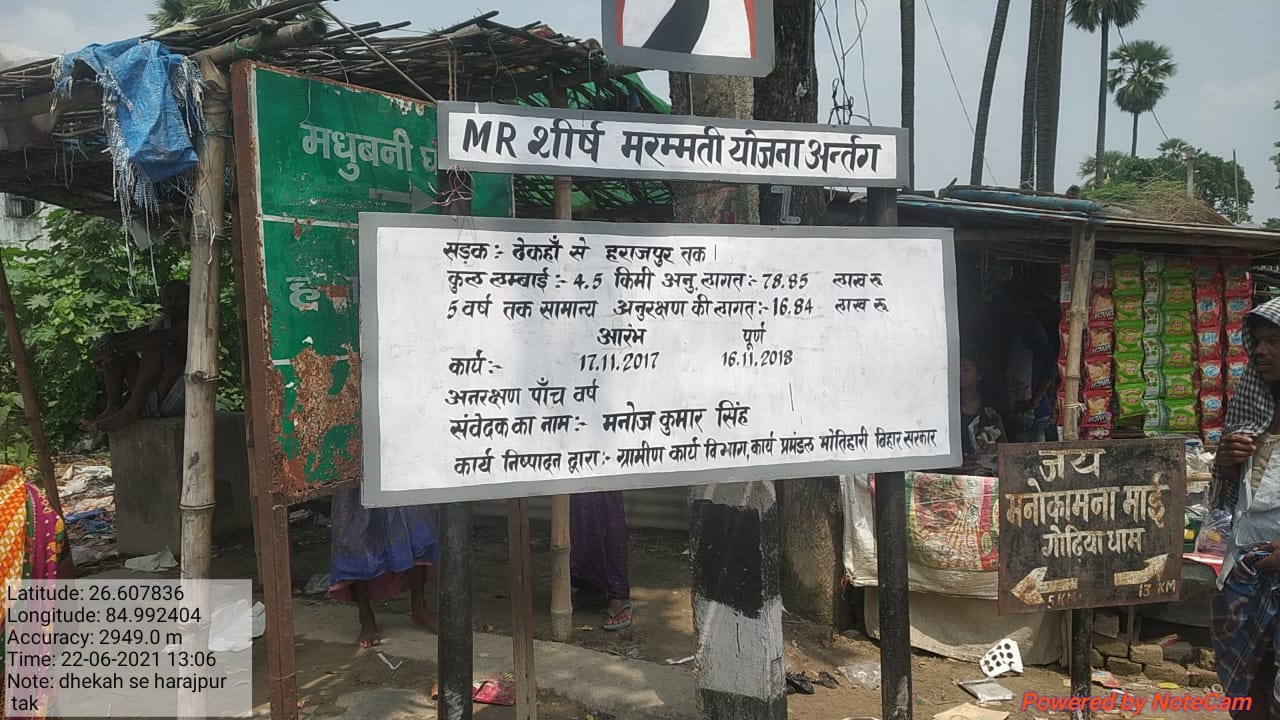 मधुबनी
MR शीर्ष मरम्मती योजना अन्तर्ग
सड़क :- ढेकहाँ से हराजपुर तक।
कुल लम्बाई :- 4.5 किमी अनु. लागत:- 78.85 लाख रू
5 वर्ष तक सामान्य अनुरक्षण की लागत:- 16.84 लाख रू
आरंभ पूर्ण
कार्य:- 17.11.2017 16.11.2018
अनरक्षण पाँच वर्ष
संवेदक का नाम:- मनोज कुमार सिंह
कार्य निष्पादन द्वारा:- ग्रामीण कार्य विभाग, कार्य प्रमंडल मोतिहारी बिहार सरकार
जय
मनोकामना माई
गोढिया धाम
5 KM 13 KM
Latitude: 26.607836
Longitude: 84.992404
Accuracy: 2949.0 m
Time: 22-06-2021 13:06
Note: dhekah se harajpur
tak
Powered by NoteCam